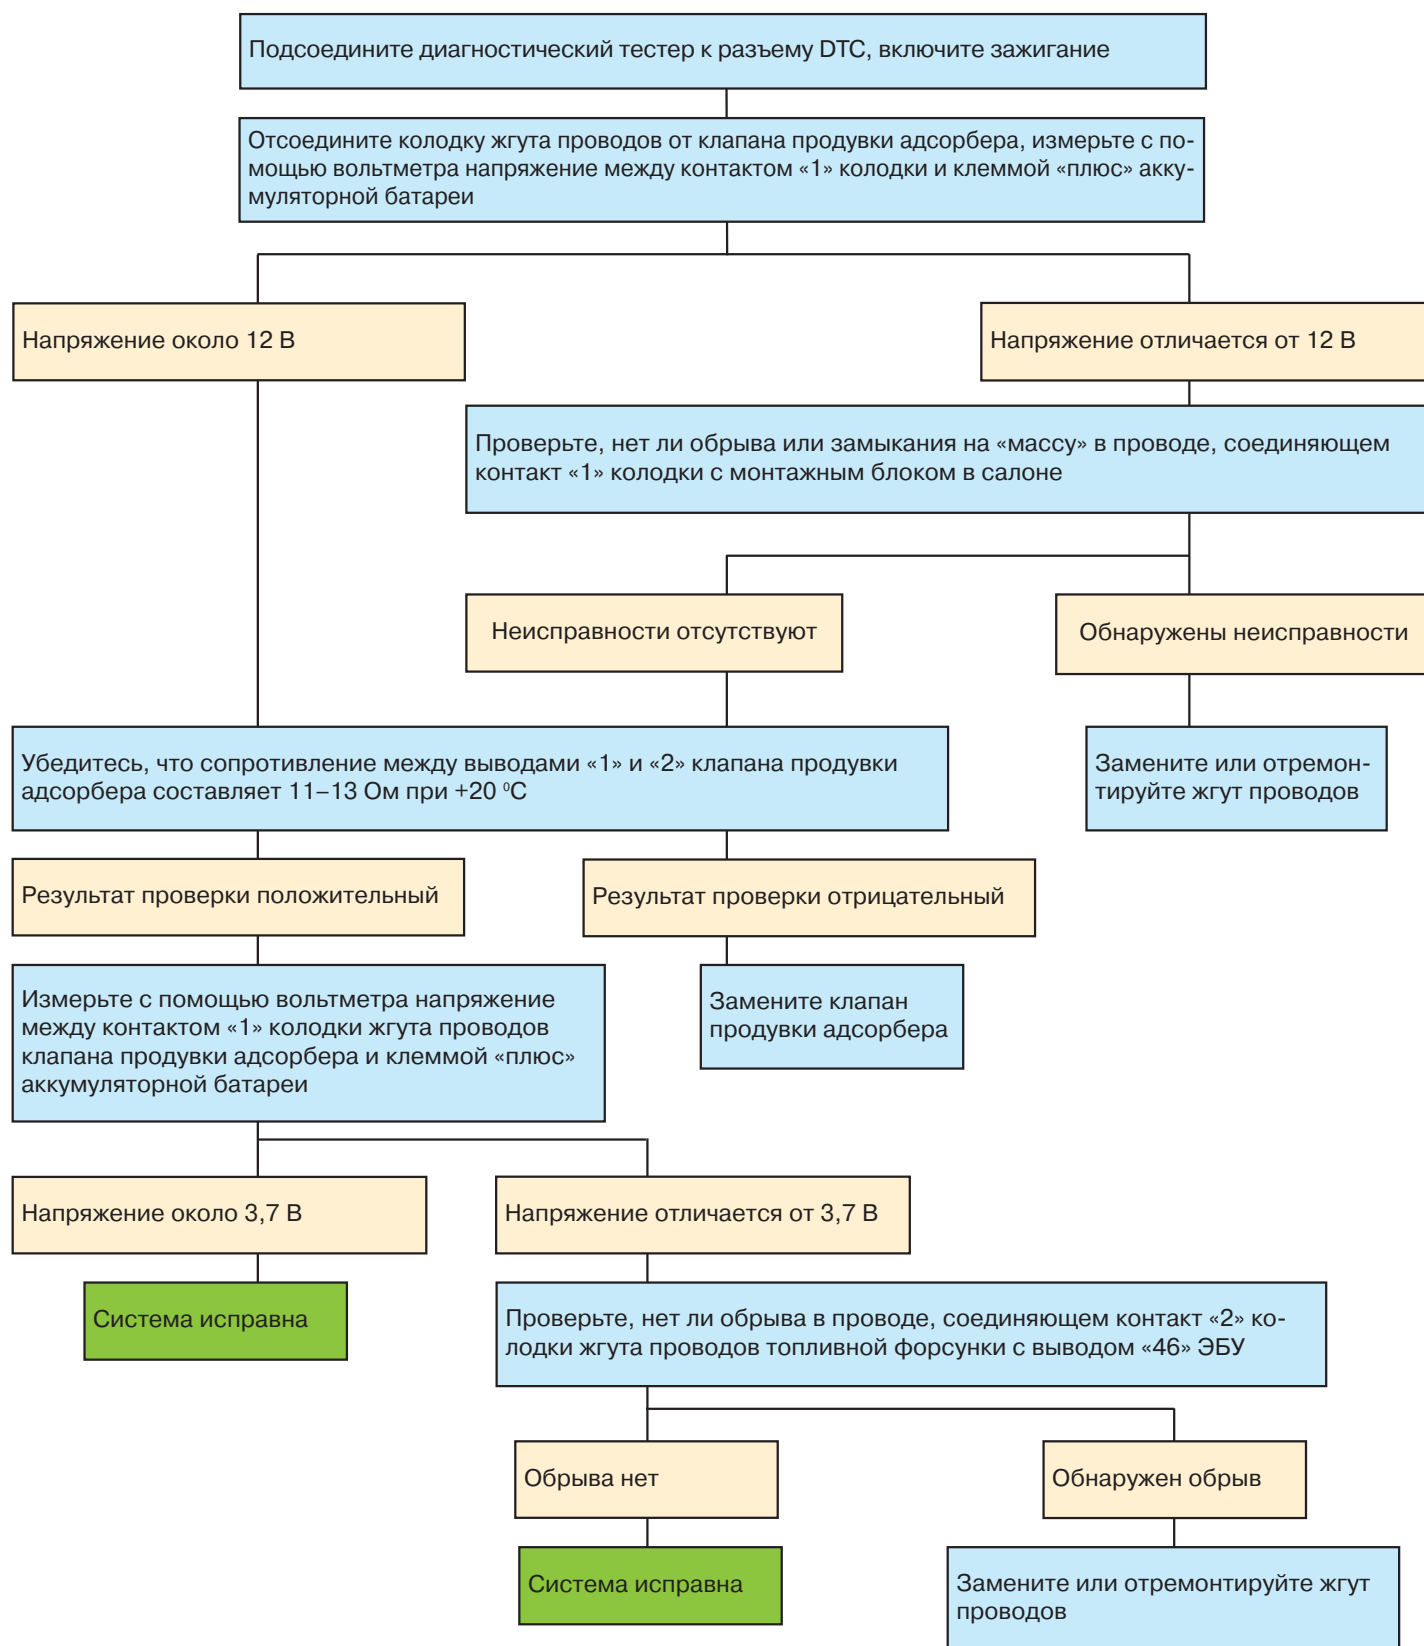 Подсоедините диагностический тестер к разъему DTC, включите зажигание
Отсоедините колодку жгута проводов от клапана продувки адсорбера, измерьте с по-
мощью вольтметра напряжение между контактом «1» колодки и клеммой «плюс» акку-
муляторной батареи
Напряжение около 12 В
Напряжение отличается от 12 В
Проверьте, нет ли обрыва или замыкания на «массу» в проводе, соединяющем
контакт «1» колодки с монтажным блоком в салоне
Неисправности отсутствуют
Обнаружены неисправности
Убедитесь, что сопротивление между выводами «1» и «2» клапана продувки
адсорбера составляет 11–13 Ом при +20 ⁰С
Замените или отремон-
тируйте жгут проводов
Результат проверки положительный
Результат проверки отрицательный
Измерьте с помощью вольтметра напряжение
между контактом «1» колодки жгута проводов
клапана продувки адсорбера и клеммой «плюс»
аккумуляторной батареи
Замените клапан
продувки адсорбера
Напряжение около 3,7 В
Напряжение отличается от 3,7 В
Система исправна
Проверьте, нет ли обрыва в проводе, соединяющем контакт «2» ко-
лодки жгута проводов топливной форсунки с выводом «46» ЭБУ
Обрыва нет
Обнаружен обрыв
Система исправна
Замените или отремонтируйте жгут
проводов